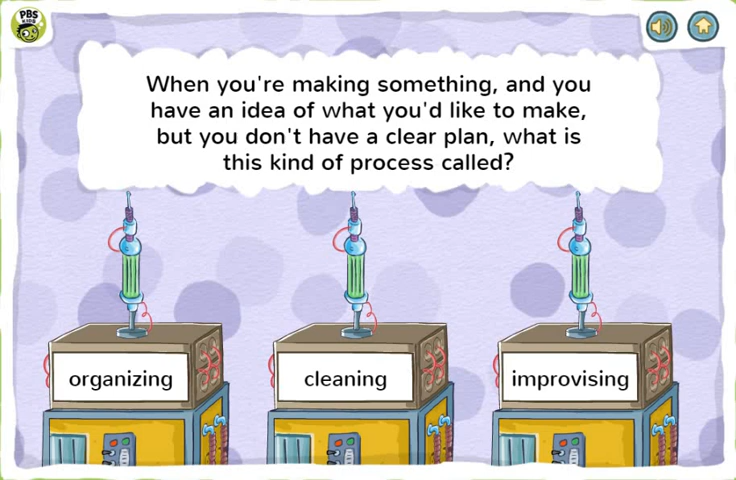 PBS
KIDS
When you're making something, and you
have an idea of what you'd like to make,
but you don't have a clear plan, what is
this kind of process called?
organizing
cleaning
improvising